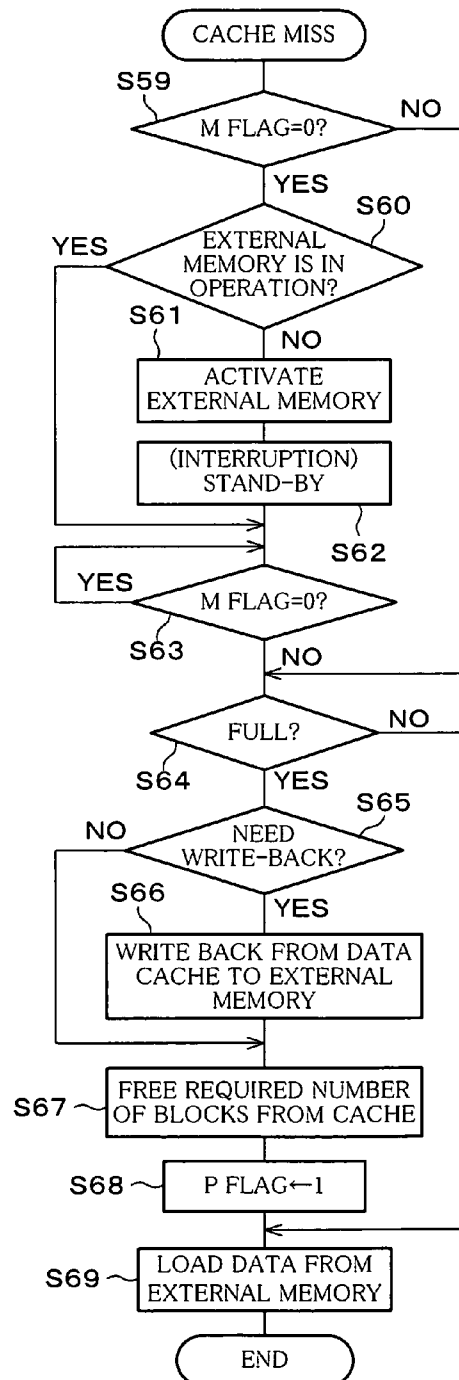 CACHE MISS
S59
M FLAG=0?
NO
YES
S60
YES
EXTERNAL
MEMORY IS IN
OPERATION?
S61
NO
ACTIVATE
EXTERNAL MEMORY
(INTERRUPTION)
STAND-BY
S62
YES
M FLAG=0?
S63
NO
FULL?
NO
S64
YES
S65
NO
NEED
WRITE-BACK?
S66
YES
WRITE BACK FROM DATA
CACHE TO EXTERNAL
MEMORY
S67
FREE REQUIRED NUMBER
OF BLOCKS FROM CACHE
S68
P FLAG←1
S69
LOAD DATA FROM
EXTERNAL MEMORY
END